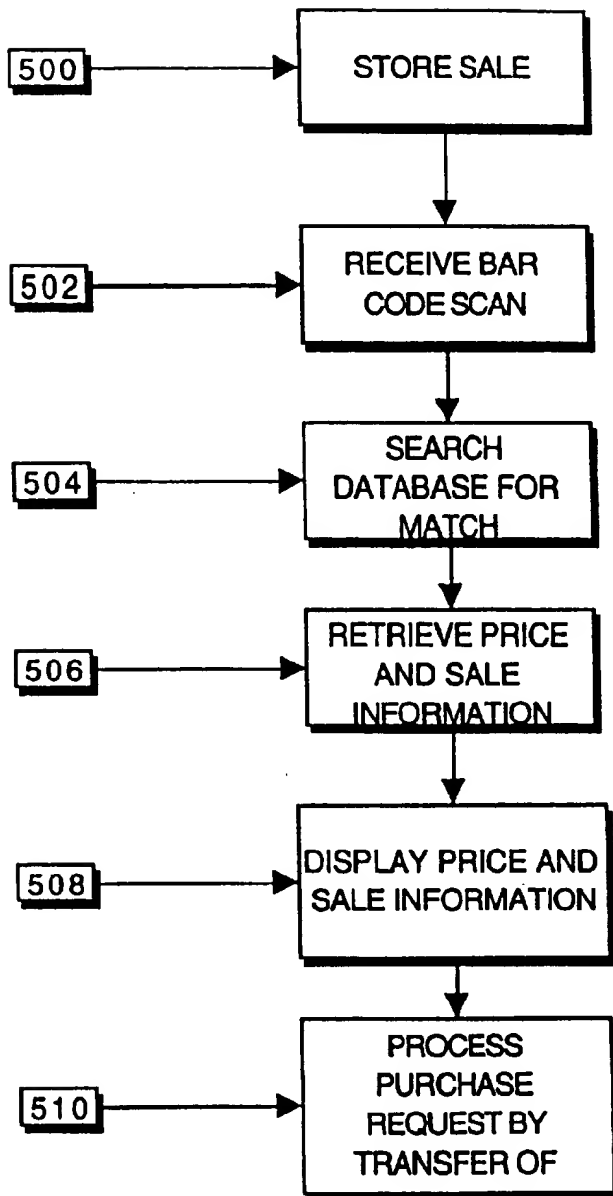 500
STORE SALE
502
RECEIVE BAR
CODE SCAN
504
SEARCH
DATABASE FOR
MATCH
506
RETRIEVE PRICE
AND SALE
INFORMATION
508
DISPLAY PRICE AND
SALE INFORMATION
510
PROCESS
PURCHASE
REQUEST BY
TRANSFER OF